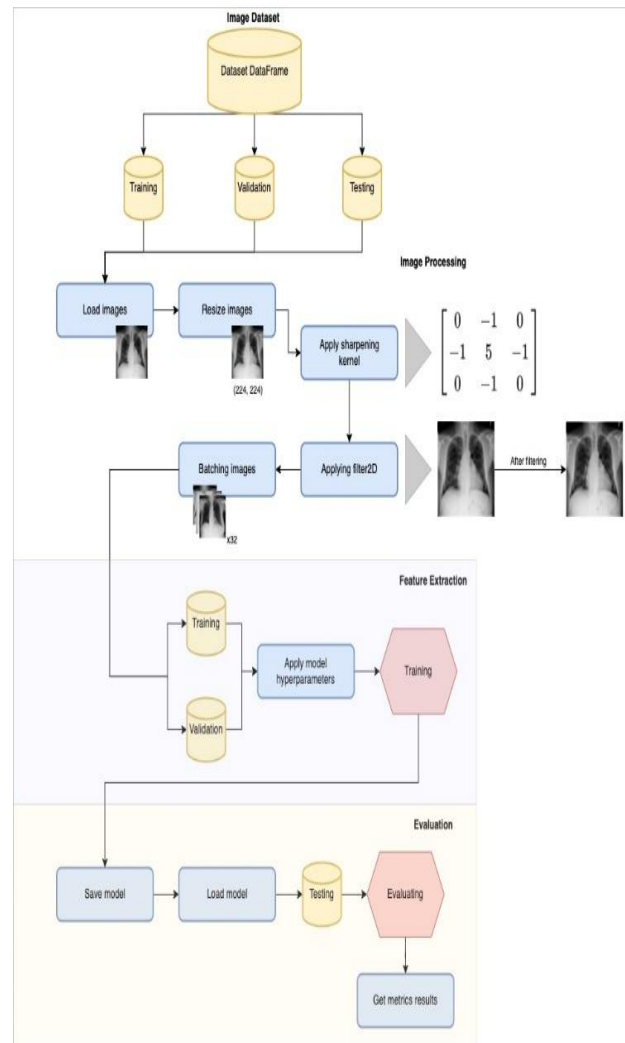 Image Dataset
Dataset DataFrame
Training
Validation
Testing
Image Processing
Load images
Resize images
(224, 224)
Apply sharpening
kernel
0 -1 0
-1 5 -1
0 -1 0
Batching images
x32
Applying filter2D
After filtering
Feature Extraction
Training
Validation
Apply model
hyperparameters
Training
Evaluation
Save model
Load model
Testing
Evaluating
Get metrics results